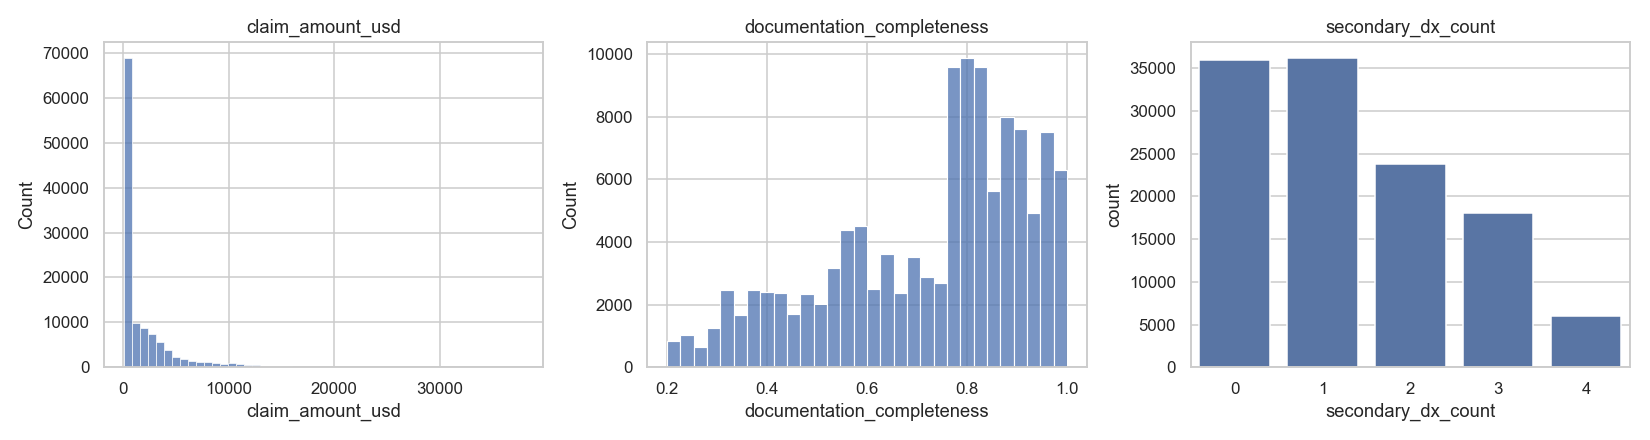 claim_amount_usd
70000
60000
50000
40000
30000
20000
10000
0
Count
0 10000 20000 30000
claim_amount_usd
documentation_completeness
10000
8000
6000
4000
2000
0
Count
0.2 0.4 0.6 0.8 1.0
documentation_completeness
secondary_dx_count
35000
30000
25000
20000
15000
10000
5000
0
count
0 1 2 3 4
secondary_dx_count